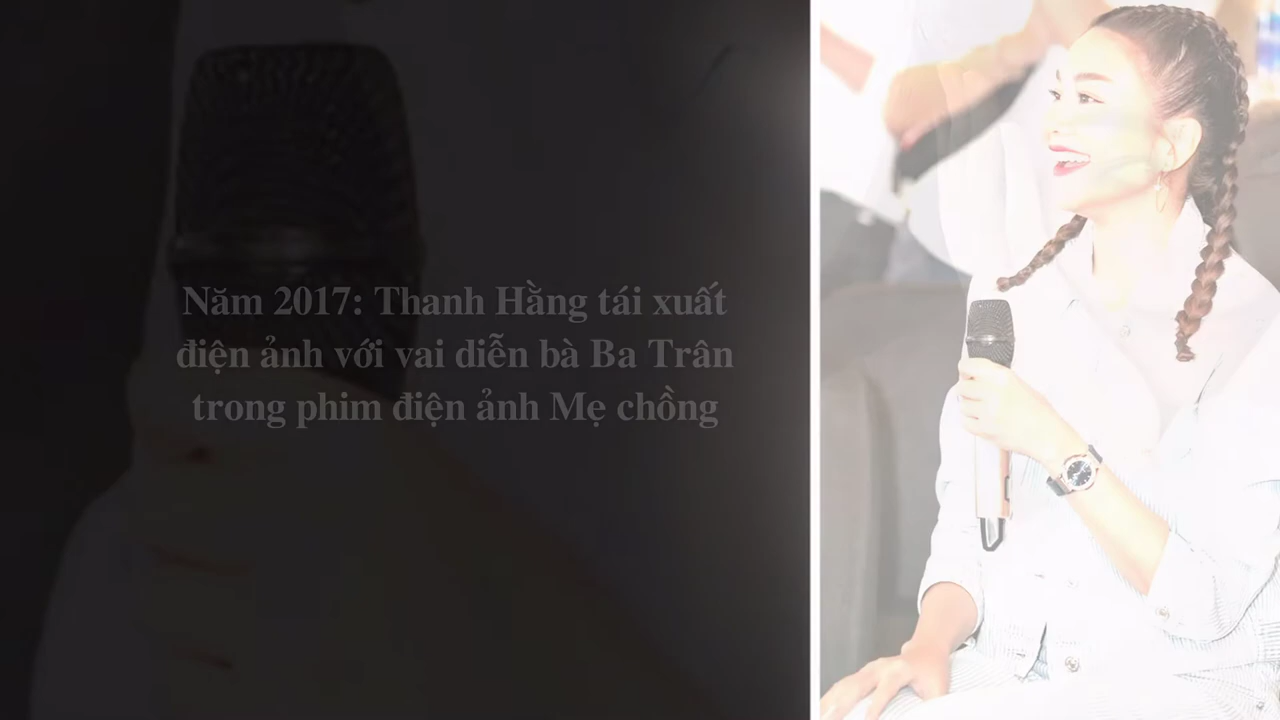 Năm 2017: Thanh Hằng tái xuất
điện ảnh với vai diễn bà Ba Trân
trong phim điện ảnh Mẹ chồng